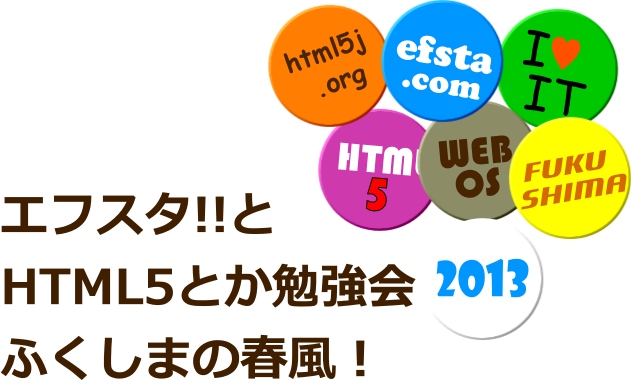 html5j
.org
efsta
.com
I ♥
IT
HTML
5
WEB
OS
FUKU
SHIMA
エフスタ!!と
HTML5とか勉強会
2013
ふくしまの春風！